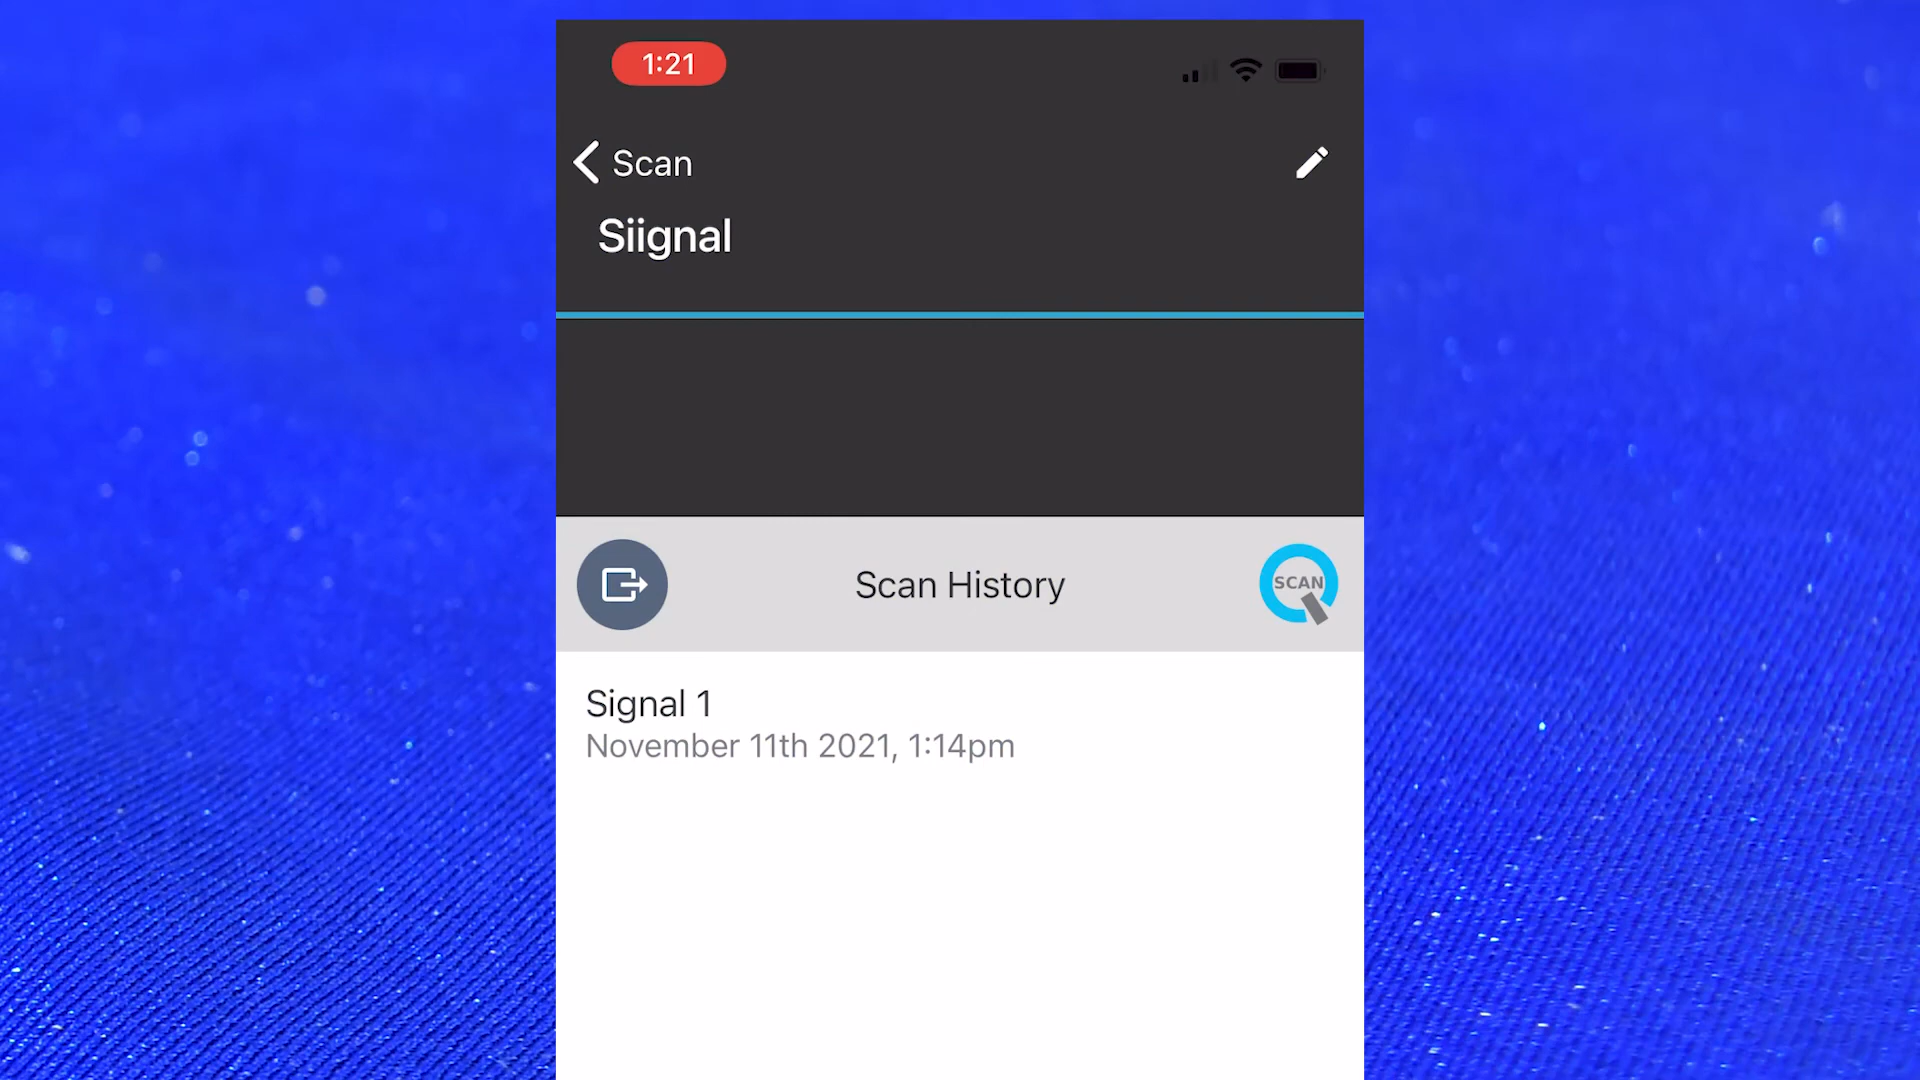 1:21
Scan
Siignal
Scan History
SCAN
Signal 1
November 11th 2021, 1:14pm